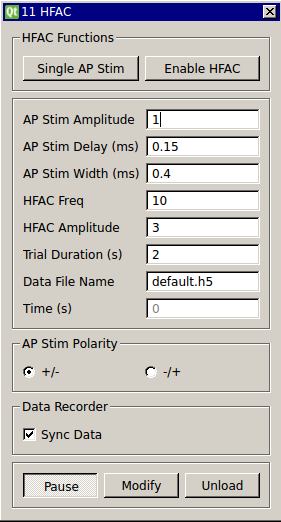 Qt 11 HFAC
HFAC Functions
Single AP Stim Enable HFAC
AP Stim Amplitude 1
AP Stim Delay (ms) 0.15
AP Stim Width (ms) 0.4
HFAC Freq 10
HFAC Amplitude 3
Trial Duration (s) 2
Data File Name default.h5
Time (s) 0
AP Stim Polarity
+/- -/+
Data Recorder
Sync Data
Pause Modify Unload